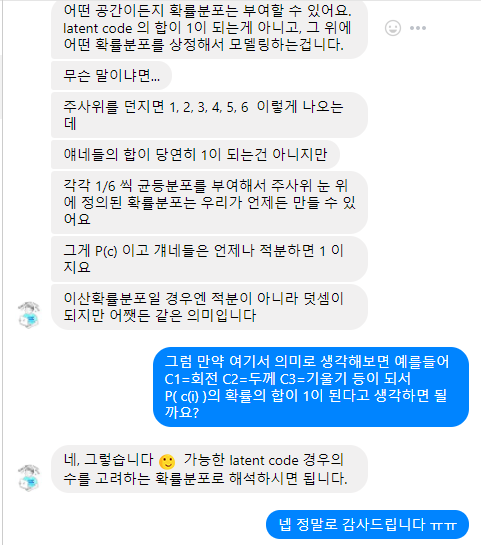 어떤 공간이든지 확률분포는 부여할 수 있어요.
latent code 의 합이 1이 되는게 아니고, 그 위에
어떤 확률분포를 상정해서 모델링하는겁니다.
무슨 말이냐면...
주사위를 던지면 1, 2, 3, 4, 5, 6 이렇게 나오는
데
얘네들의 합이 당연히 1이 되는건 아니지만
각각 1/6 씩 균등분포를 부여해서 주사위 눈 위
에 정의된 확률분포는 우리가 언제든 만들 수 있
어요
그게 P(c) 이고 걔네들은 언제나 적분하면 1 이
지요
이산확률분포일 경우엔 적분이 아니라 덧셈이
되지만 어쨋든 같은 의미입니다
그럼 만약 여기서 의미로 생각해보면 예를들어
C1=회전 C2=두께 C3=기울기 등이 되서
P( c(i) )의 확률의 합이 1이 된다고 생각하면 될
까요?
네, 그렇습니다 🙂 가능한 latent code 경우의
수를 고려하는 확률분포로 해석하시면 됩니다.
넵 정말로 감사드립니다 ㅠㅠ